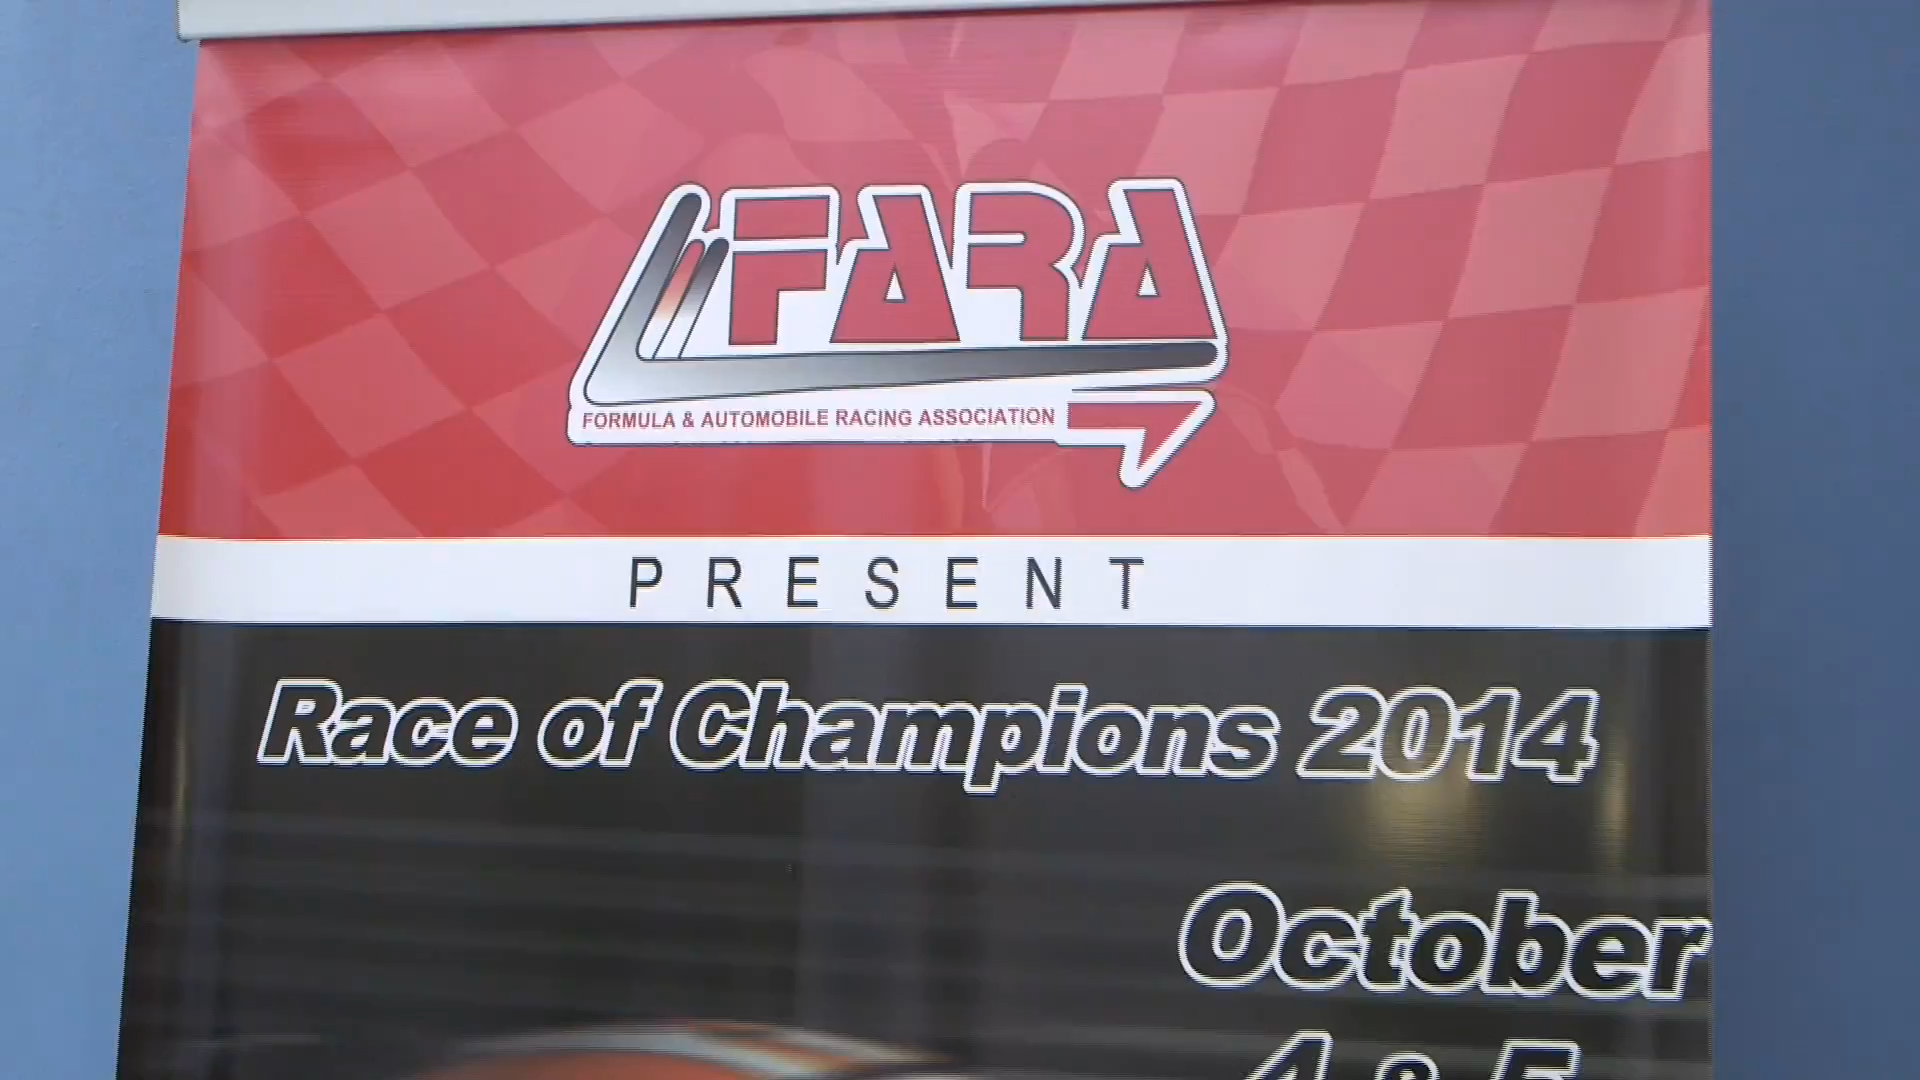 FARA
FORMULA & AUTOMOBILE RACING ASSOCIATION
PRESENT
Race of Champions 2014
October